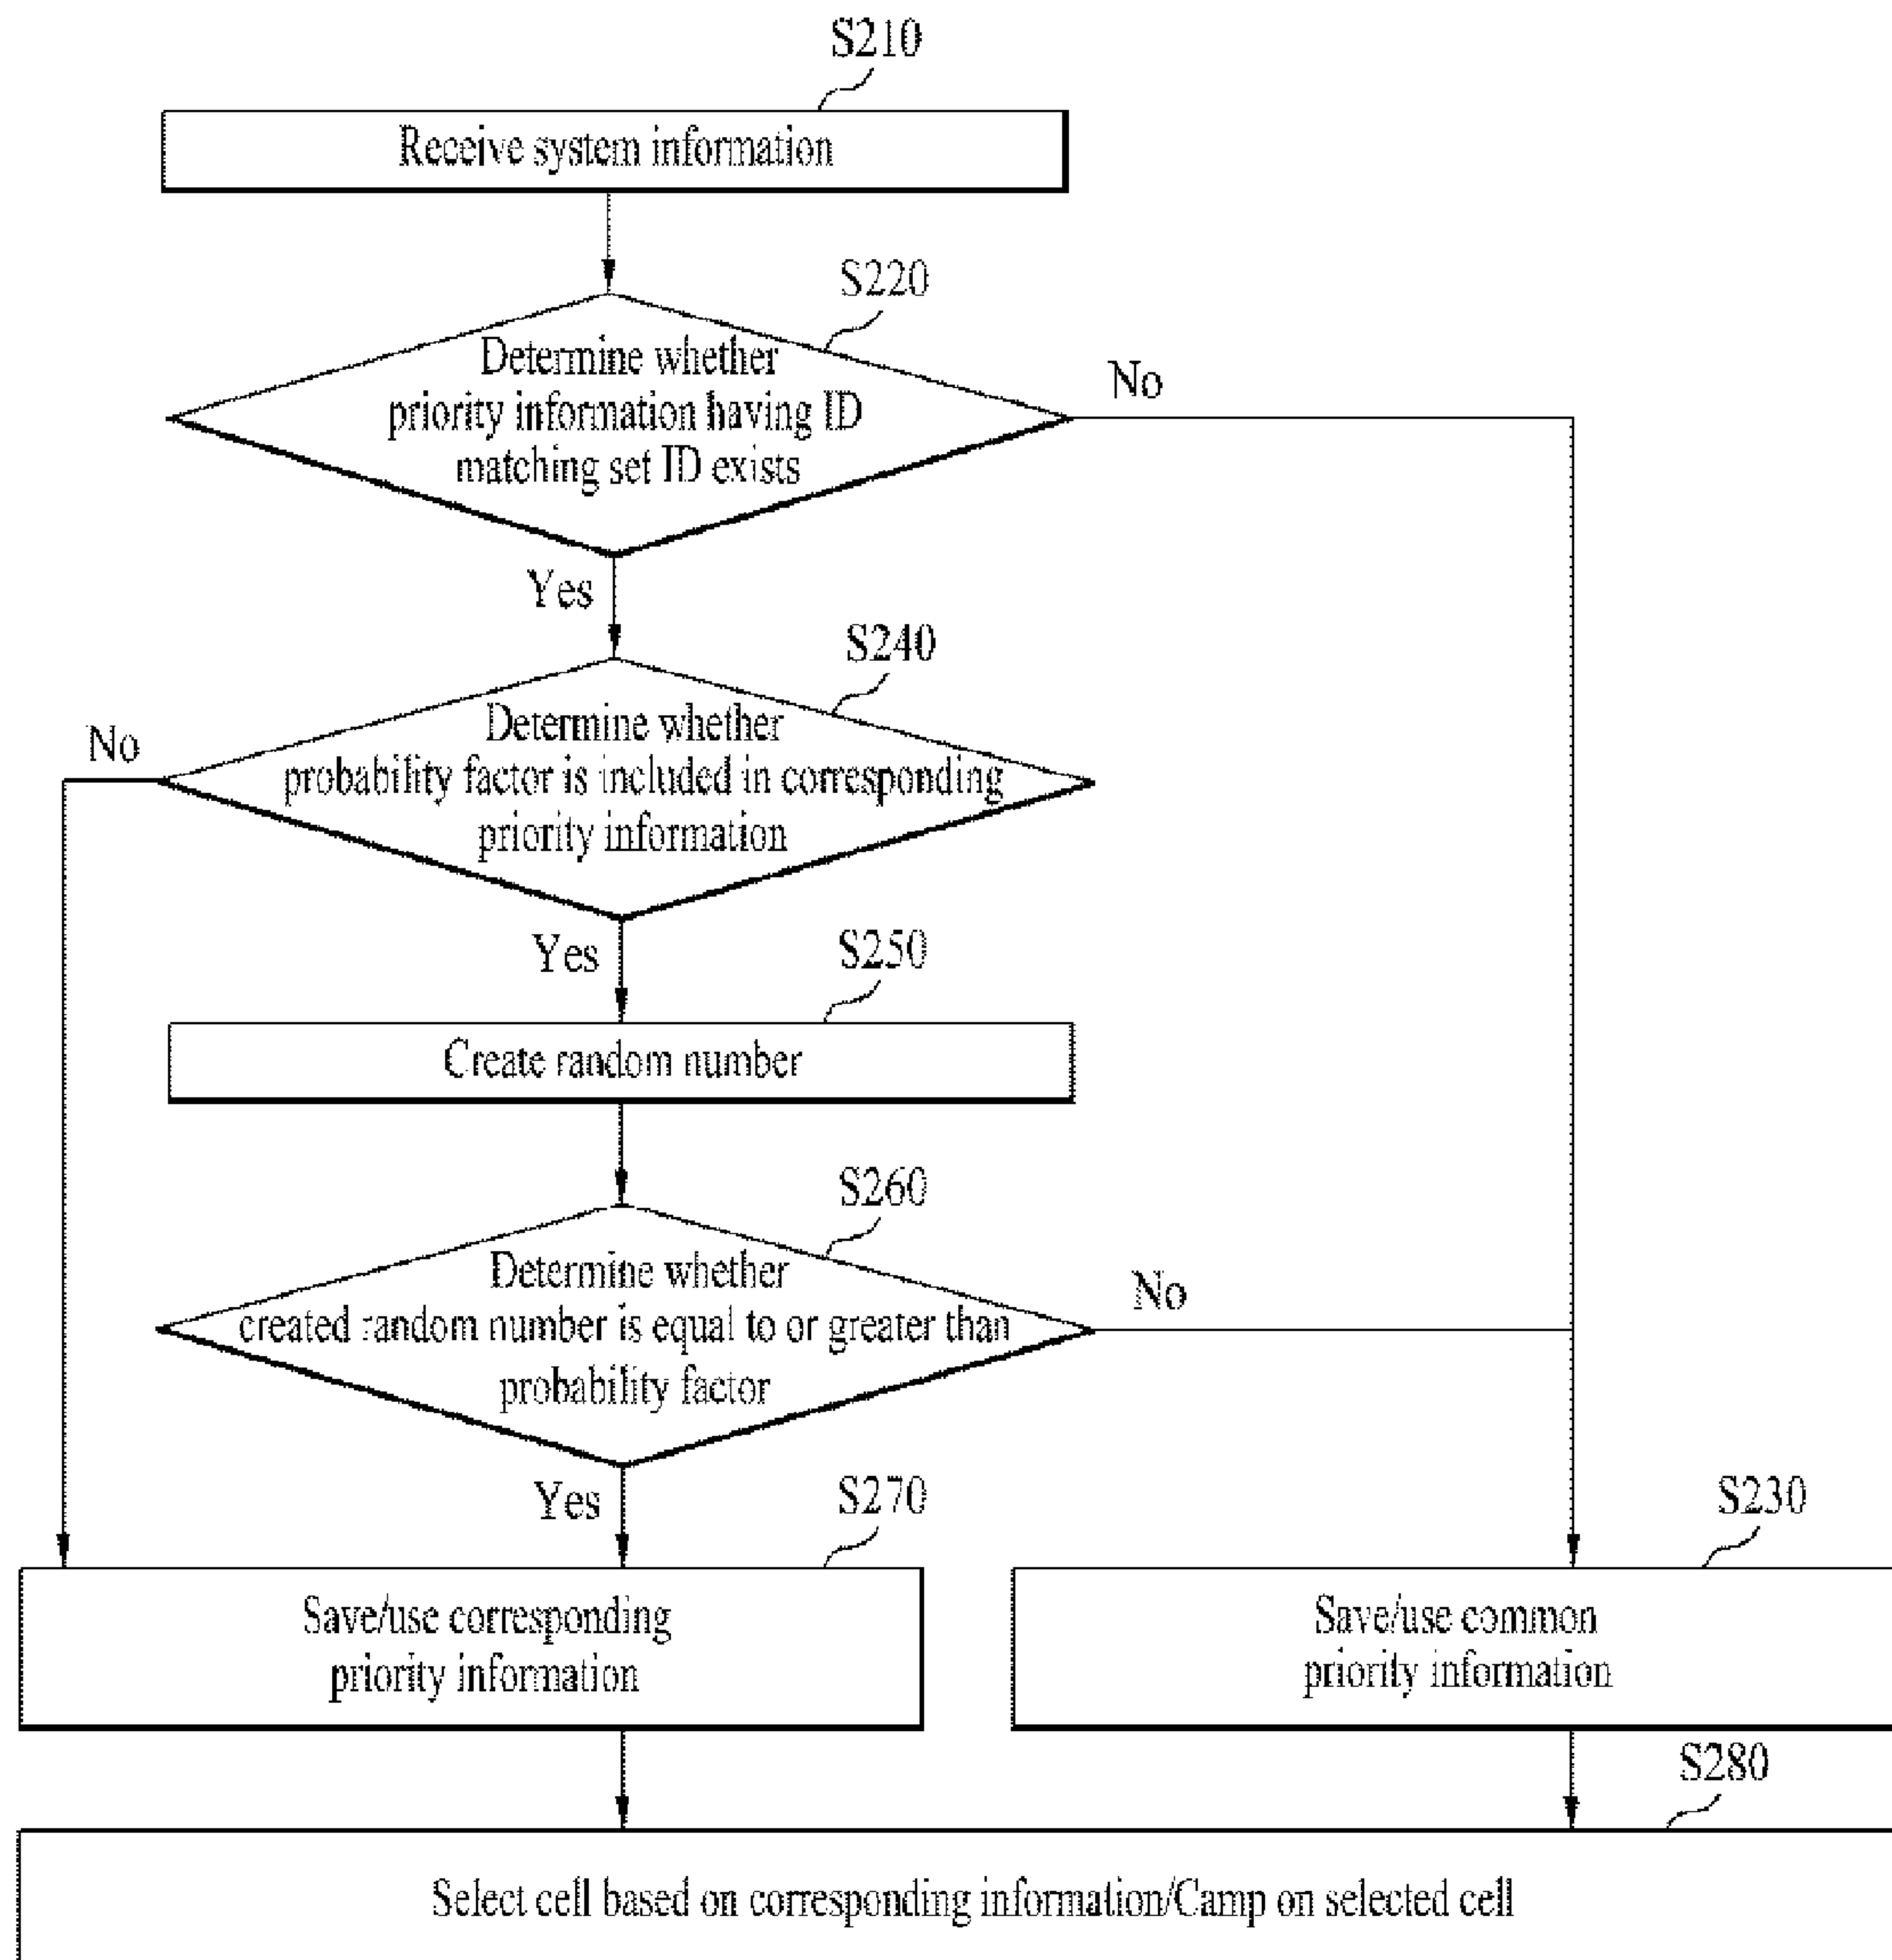 S210
Receive system information
S220
Determine whether
priority information having ID
matching set ID exists
No
Yes
S240
Determine whether
probability factor is included in corresponding
priority information
No
Yes
S250
Create random number
S260
Determine whether
created random number is equal to or greater than
probability factor
No
Yes
S270
Save/use corresponding
priority information
S230
Save/use common
priority information
S280
Select cell based on corresponding information/Camp on selected cell